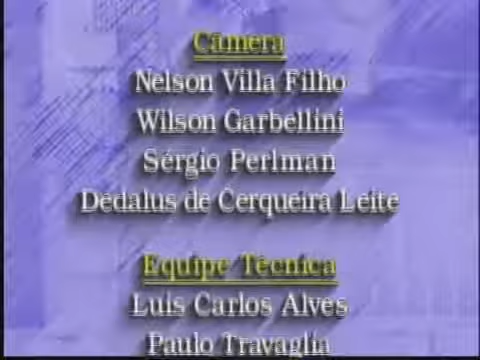 Câmera
Nelson Villa Filho
Wilson Garbellini
Sérgio Perlman
Dédalus de Cerqueira Leite
Equipe Técnica
Luis Carlos Alves
Paulo Travaglia